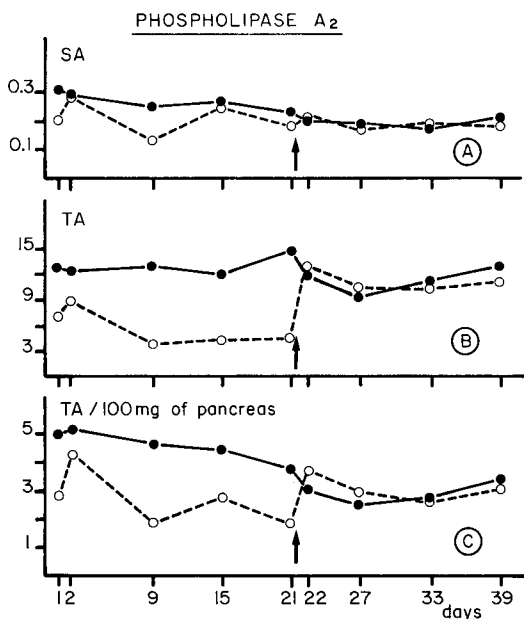 PHOSPHOLIPASE A2
SA
0.3
0.1
A
TA
15
9
3
B
TA / 100 mg of pancreas
5
3
1
C
1 2 9 15 21 22 27 33 39
days